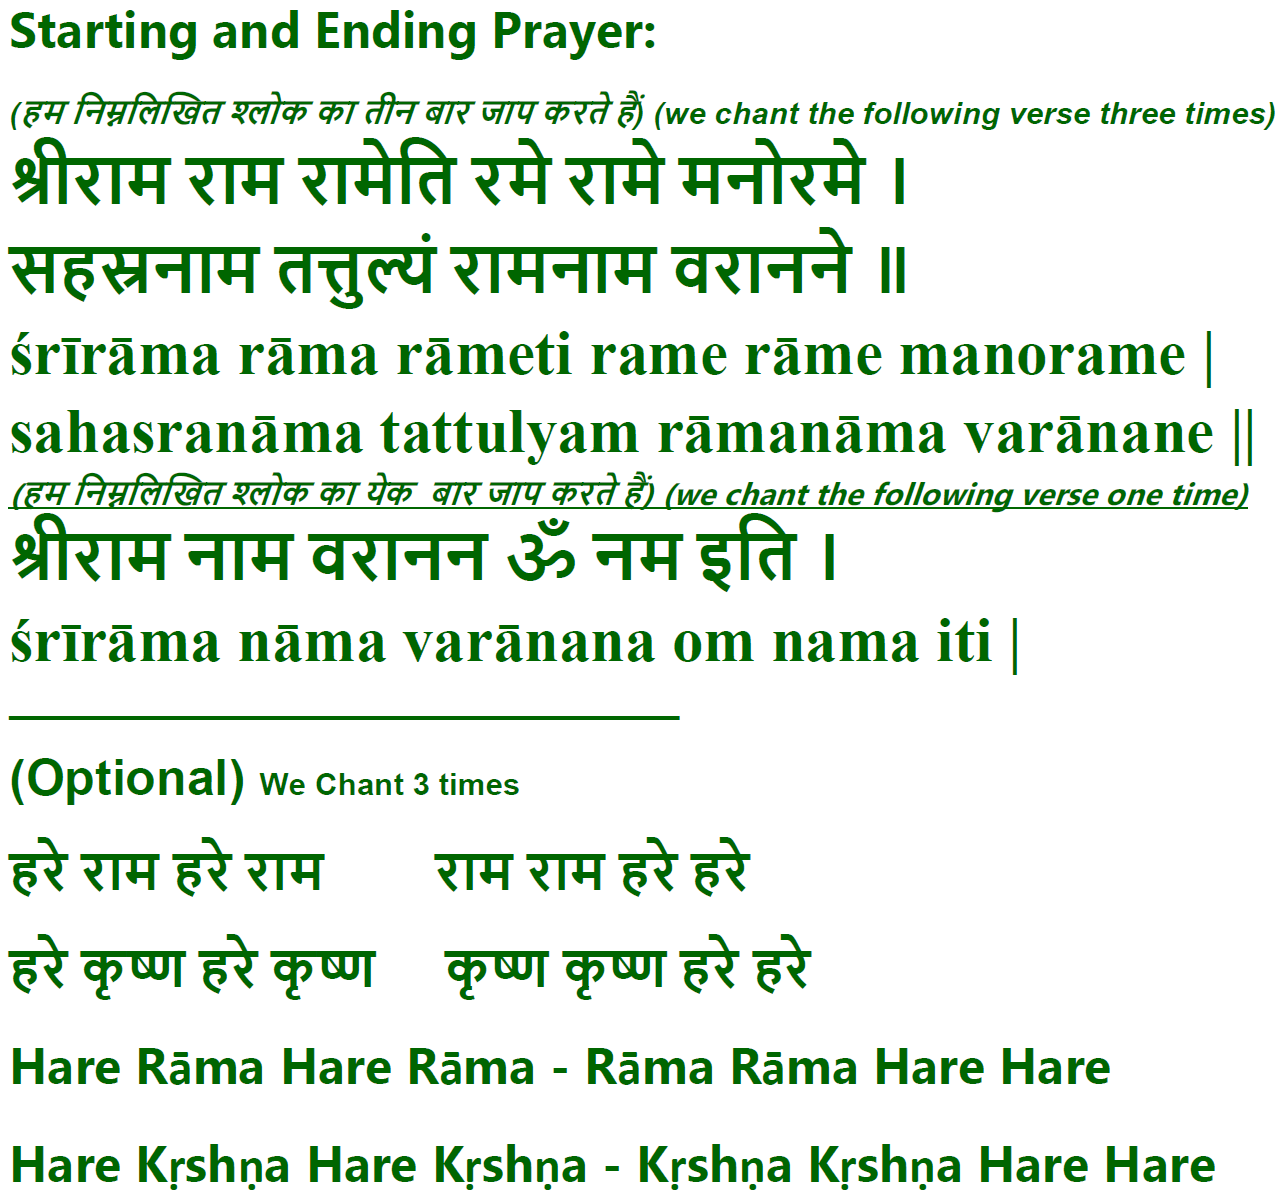 Starting and Ending Prayer:
(हम निम्नलिखित श्लोक का तीन बार जाप करते हैं) (we chant the following verse three times)
श्रीराम राम रामेति रमे रामे मनोरमे ।
सहस्रनाम तत्तुल्यं रामनाम वरानने ॥
śrīrāma rāma rāmeti rame rāme manorame |
sahasranāma tattulyam rāmanāma varānane ||
(हम निम्नलिखित श्लोक का येक बार जाप करते हैं) (we chant the following verse one time)
श्रीराम नाम वरानन ॐ नम इति ।
śrīrāma nāma varānana om nama iti |
(Optional) We Chant 3 times
हरे राम हरे राम राम राम हरे हरे
हरे कृष्ण हरे कृष्ण कृष्ण कृष्ण हरे हरे
Hare Rāma Hare Rāma - Rāma Rāma Hare Hare
Hare Kṛshṇa Hare Kṛshṇa - Kṛshṇa Kṛshṇa Hare Hare